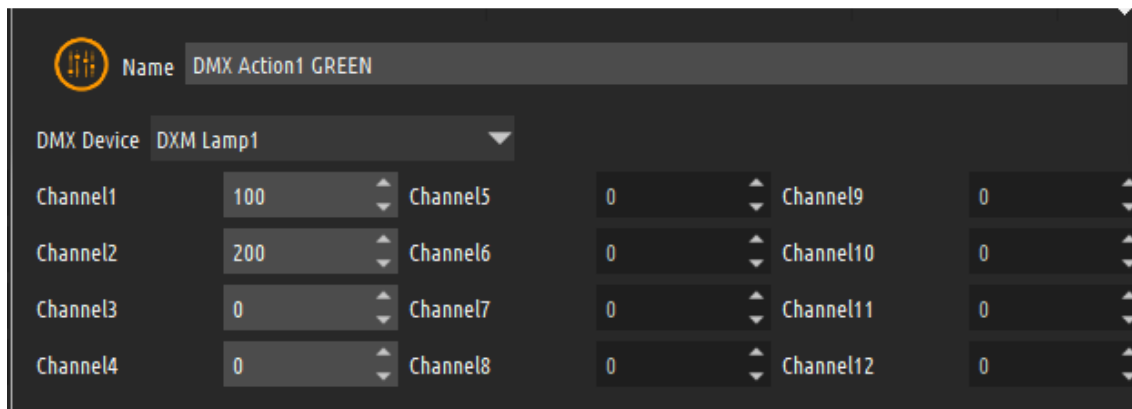 Name DMX Action1 GREEN
DMX Device DXM Lamp1
Channel1 100 Channel5 0 Channel9 0
Channel2 200 Channel6 0 Channel10 0
Channel3 0 Channel7 0 Channel11 0
Channel4 0 Channel8 0 Channel12 0